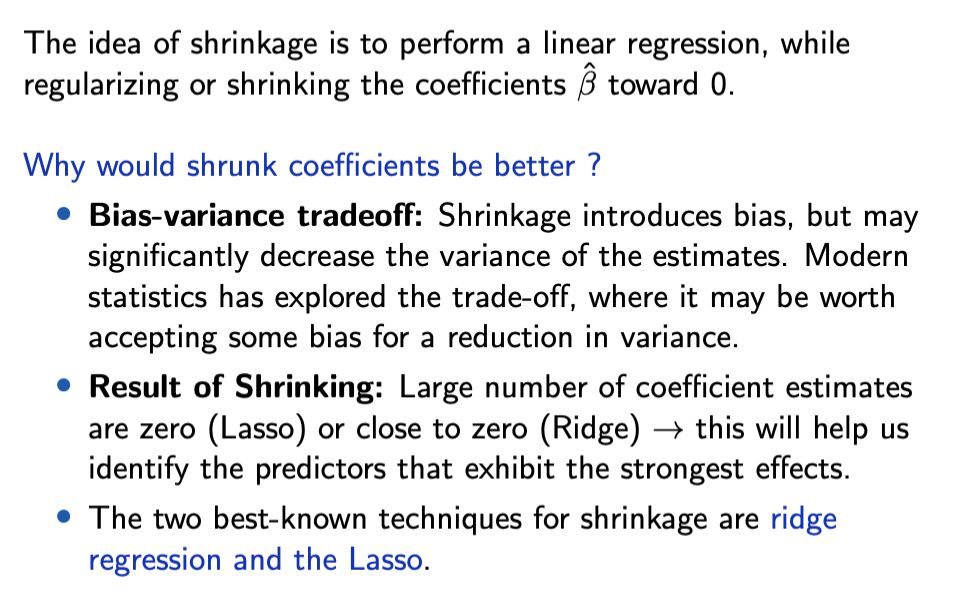 The idea of shrinkage is to perform a linear regression, while
regularizing or shrinking the coefficients β̂ toward 0.
Why would shrunk coefficients be better ?
• Bias-variance tradeoff: Shrinkage introduces bias, but may
significantly decrease the variance of the estimates. Modern
statistics has explored the trade-off, where it may be worth
accepting some bias for a reduction in variance.
• Result of Shrinking: Large number of coefficient estimates
are zero (Lasso) or close to zero (Ridge) → this will help us
identify the predictors that exhibit the strongest effects.
• The two best-known techniques for shrinkage are ridge
regression and the Lasso.